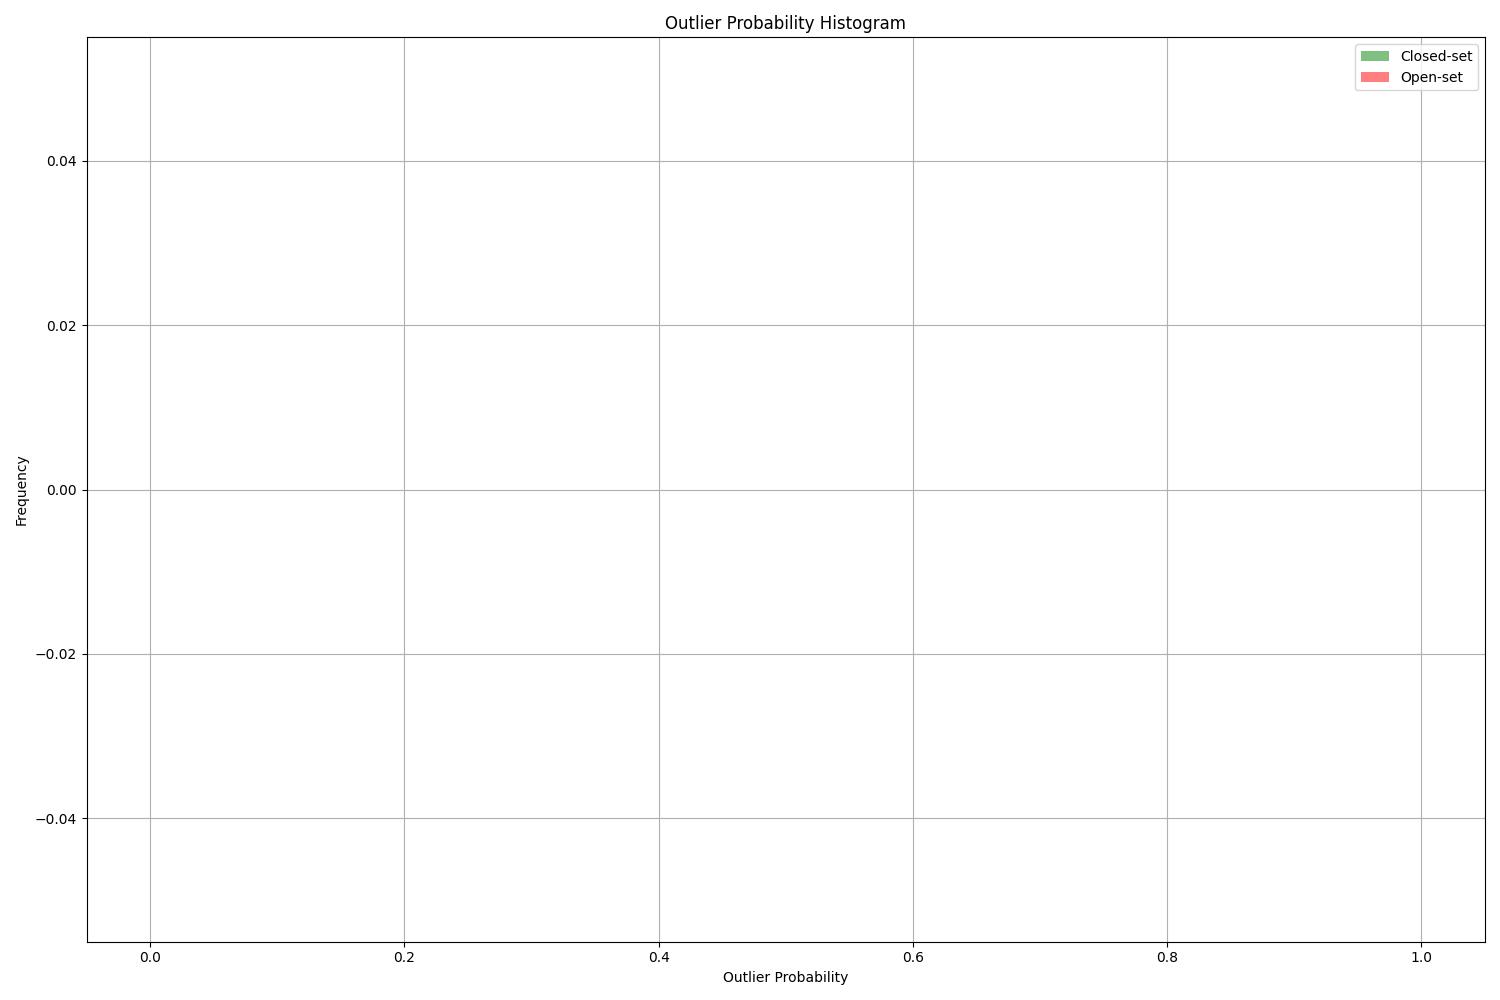 Outlier Probability Histogram
Closed-set
Open-set
0.04
0.02
0.00
−0.02
−0.04
Frequency
0.0 0.2 0.4 0.6 0.8 1.0
Outlier Probability